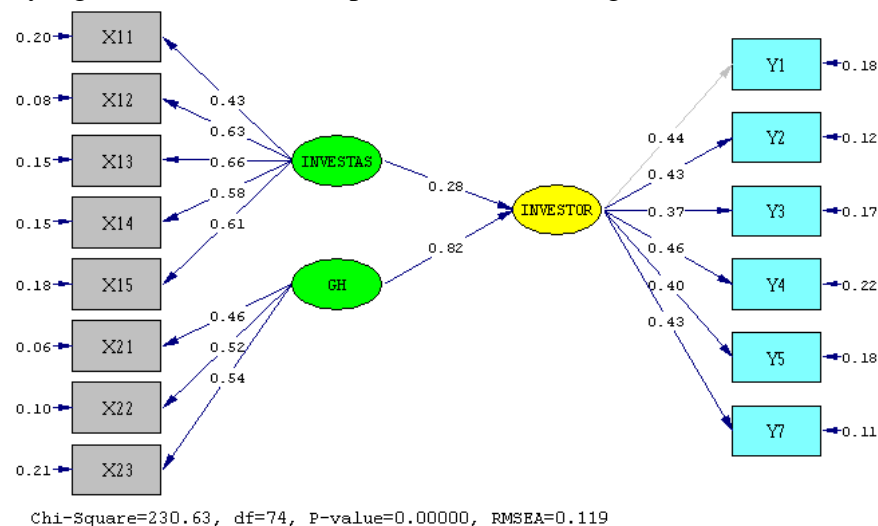 0.20 X11 0.43
0.08 X12 0.63
0.15 X13 0.66
0.15 X14 0.58
0.18 X15 0.61
0.06 X21 0.46
0.10 X22 0.52
0.21 X23 0.54
INVESTAS 0.28
GH 0.82
INVESTOR
0.44 Y1 0.18
0.43 Y2 0.12
0.37 Y3 0.17
0.46 Y4 0.22
0.40 Y5 0.18
0.43 Y7 0.11
Chi-Square=230.63, df=74, P-value=0.00000, RMSEA=0.119